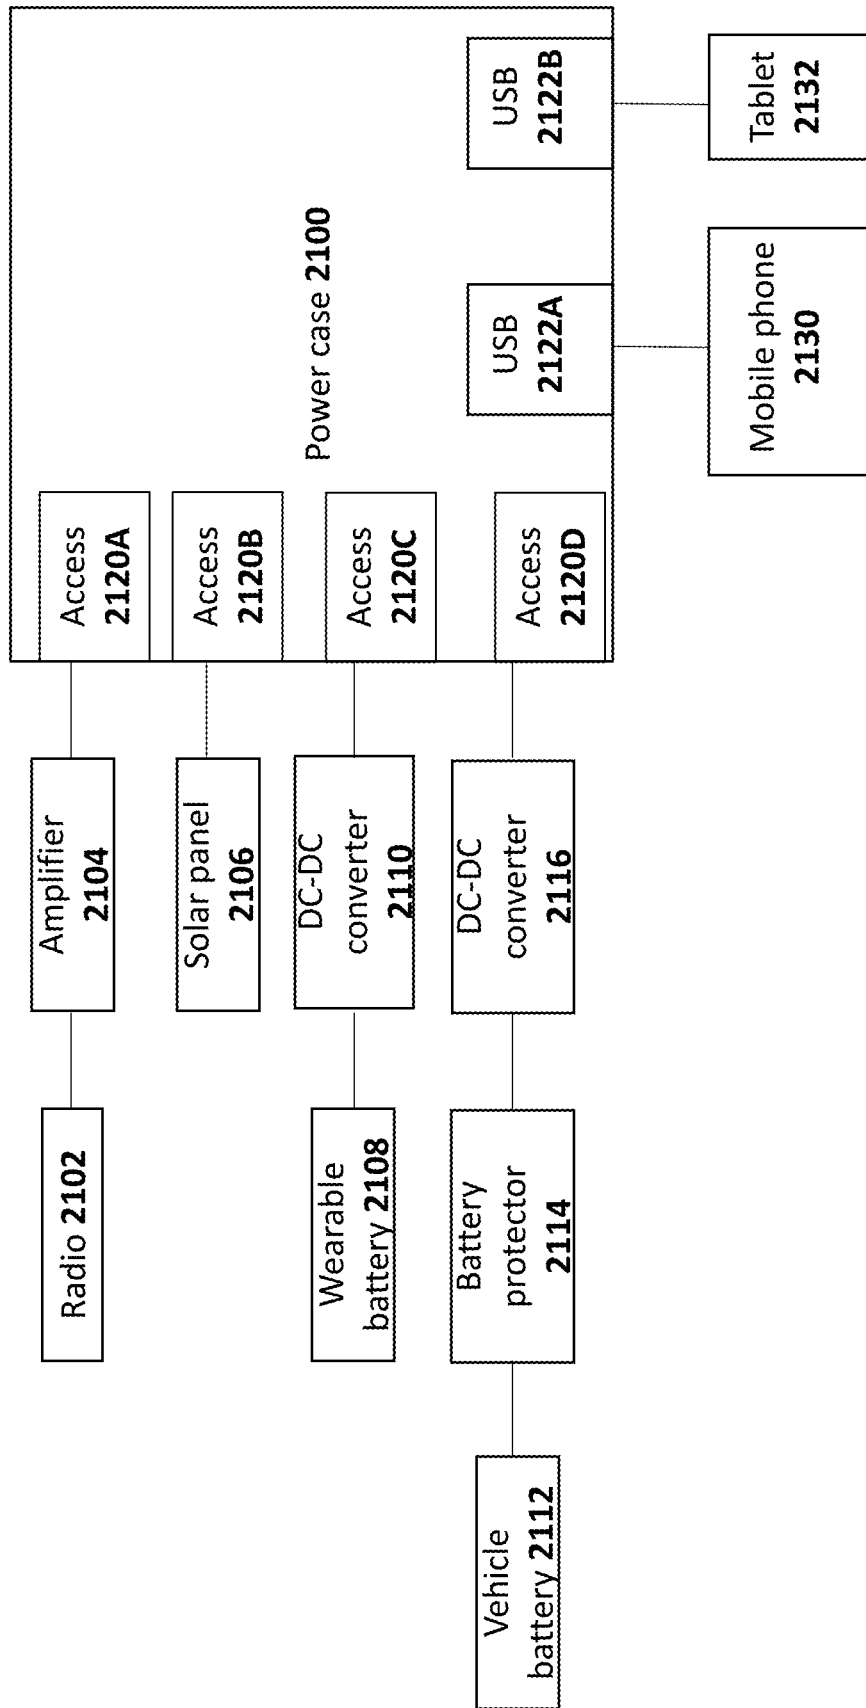 Radio 2102
Amplifier
2104
Access
2120A
Solar panel
2106
Access
2120B
Power case 2100
Wearable
battery 2108
DC-DC
converter
2110
Access
2120C
Vehicle
battery 2112
Battery
protector
2114
DC-DC
converter
2116
Access
2120D
USB
2122A
USB
2122B
Mobile phone
2130
Tablet
2132